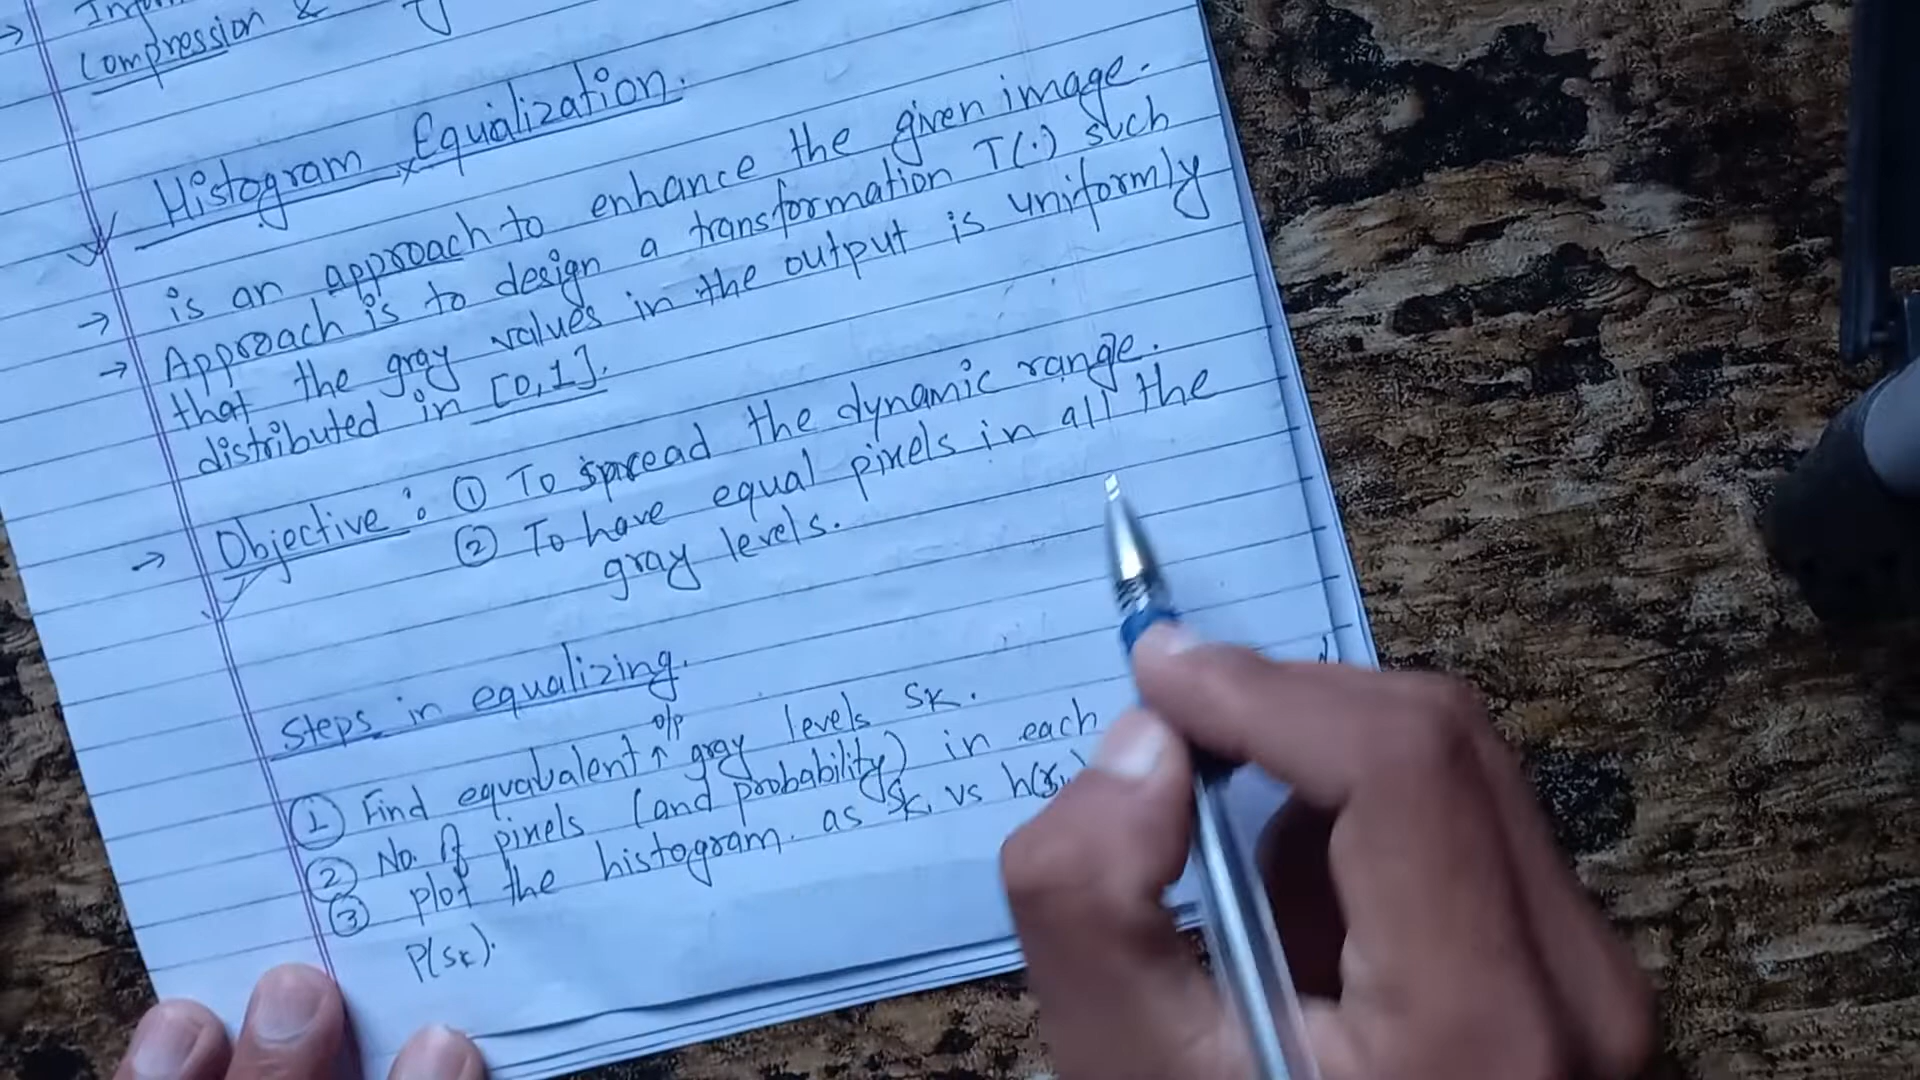 →
Compression &
Histogram Equalization.
→ is an approach to enhance the given image.
→ Approach is to design a transformation T(.) such
that the gray values in the output is uniformly
distributed in [0,1].
→ Objective : ① To spread the dynamic range.
② To have equal pixels in all the
gray levels.
Steps in equalizing.
o/p
① Find equavalent ↑ gray levels Sk.
② No. of pixels (and probability) in each
③ plot the histogram. as Sk vs
P(Sk).